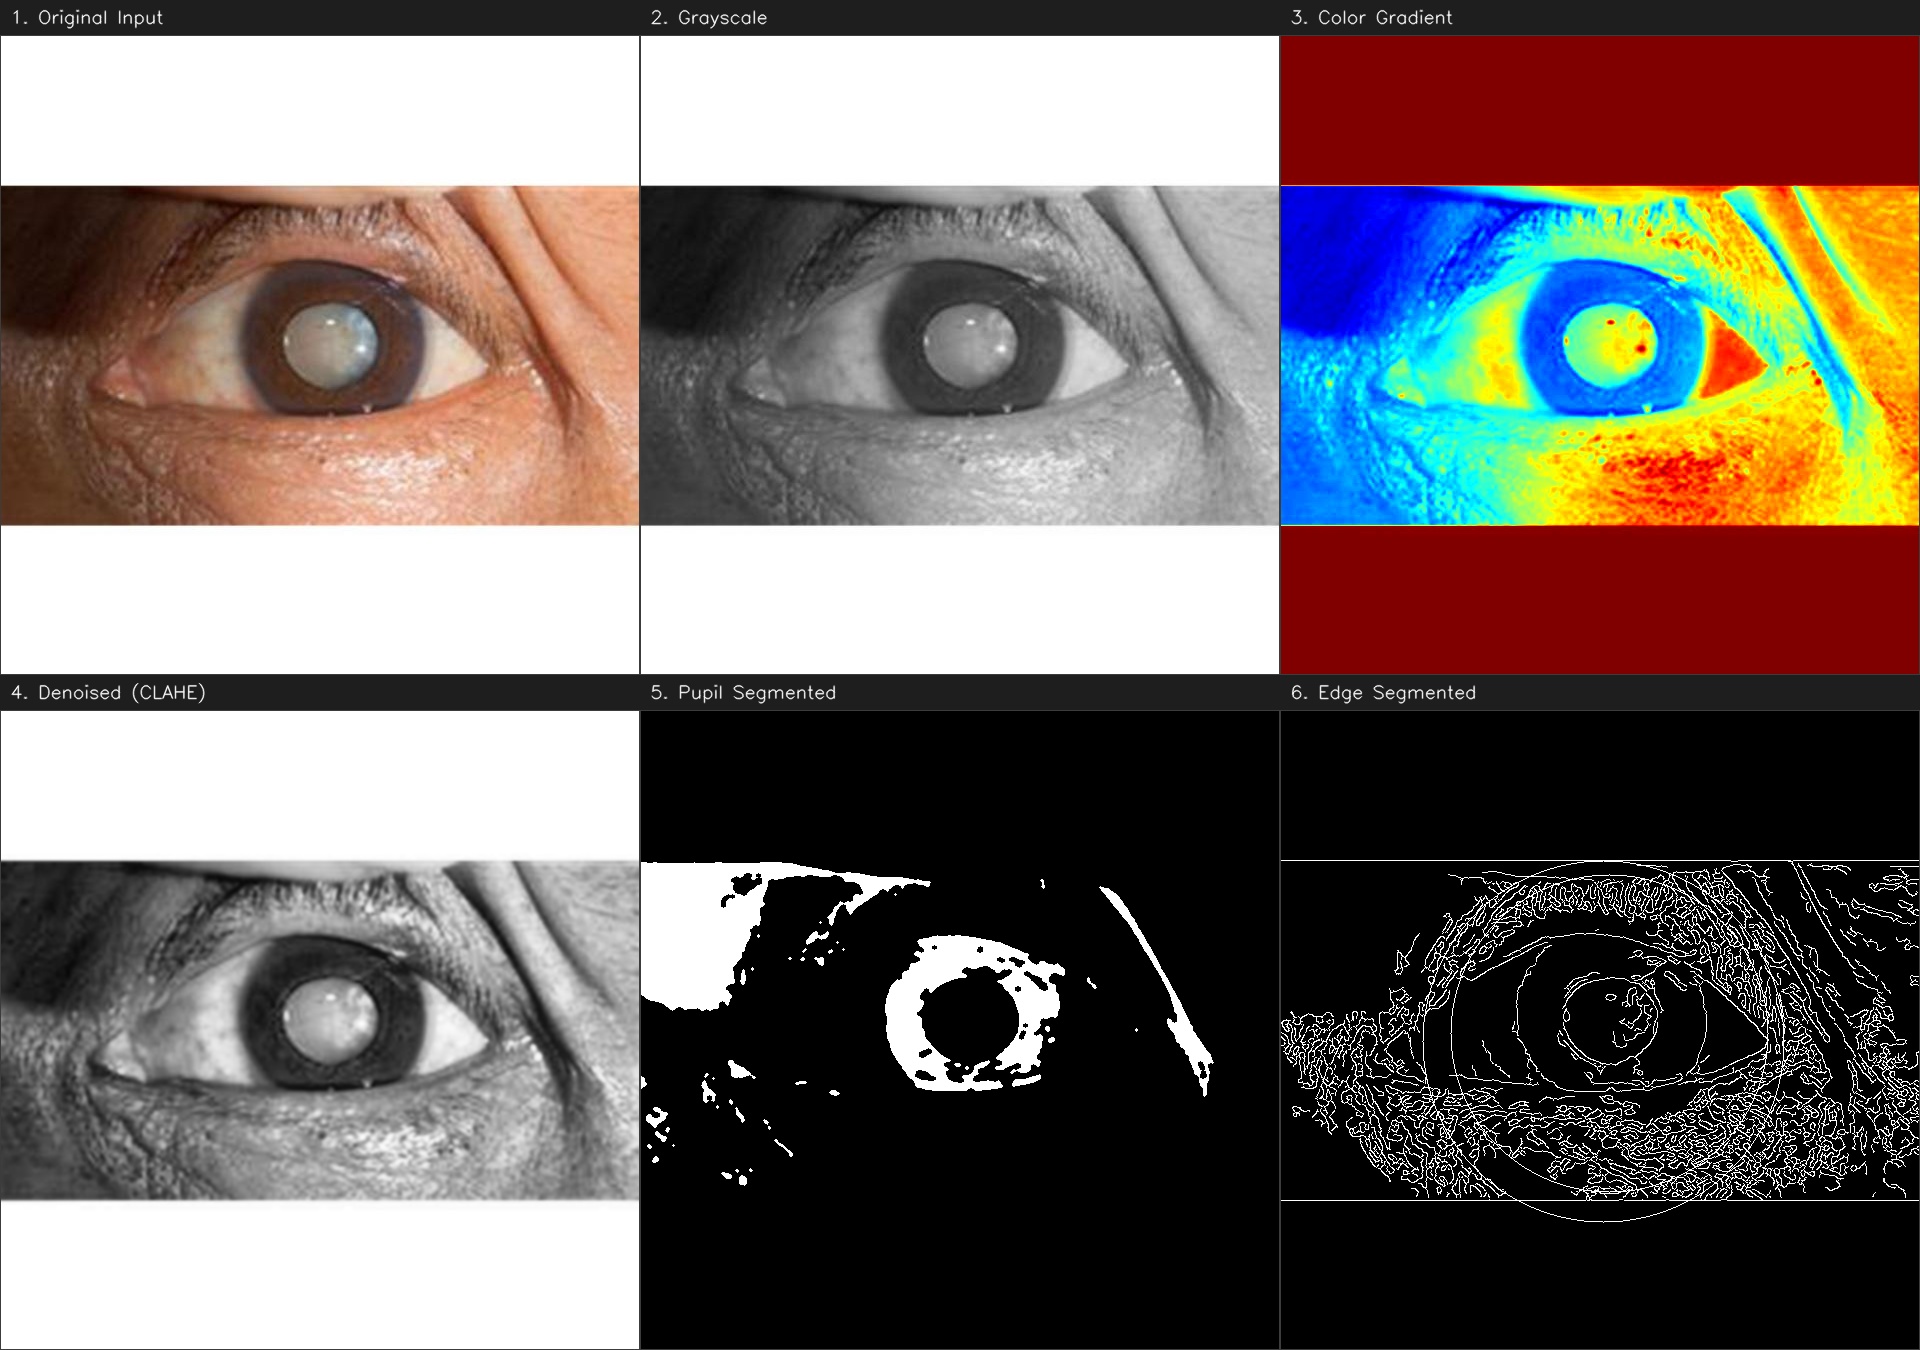 1. Original Input
2. Grayscale
3. Color Gradient
4. Denoised (CLAHE)
5. Pupil Segmented
6. Edge Segmented